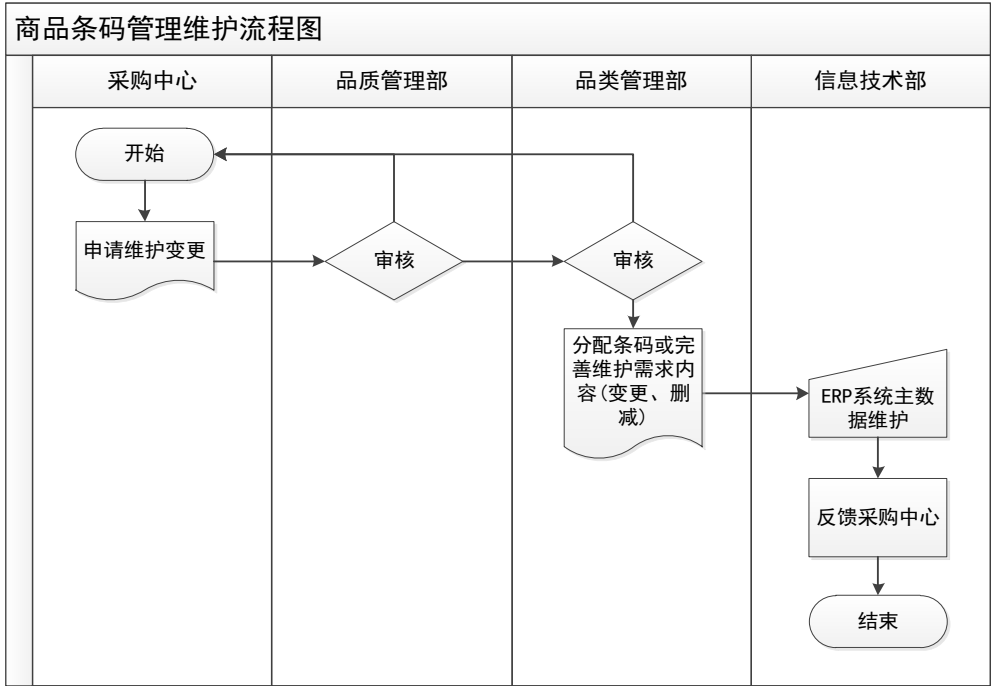 商品条码管理维护流程图
采购中心
品质管理部
品类管理部
信息技术部
开始
申请维护变更
审核
审核
分配条码或完
善维护需求内
容(变更、删
减)
ERP系统主数
据维护
反馈采购中心
结束